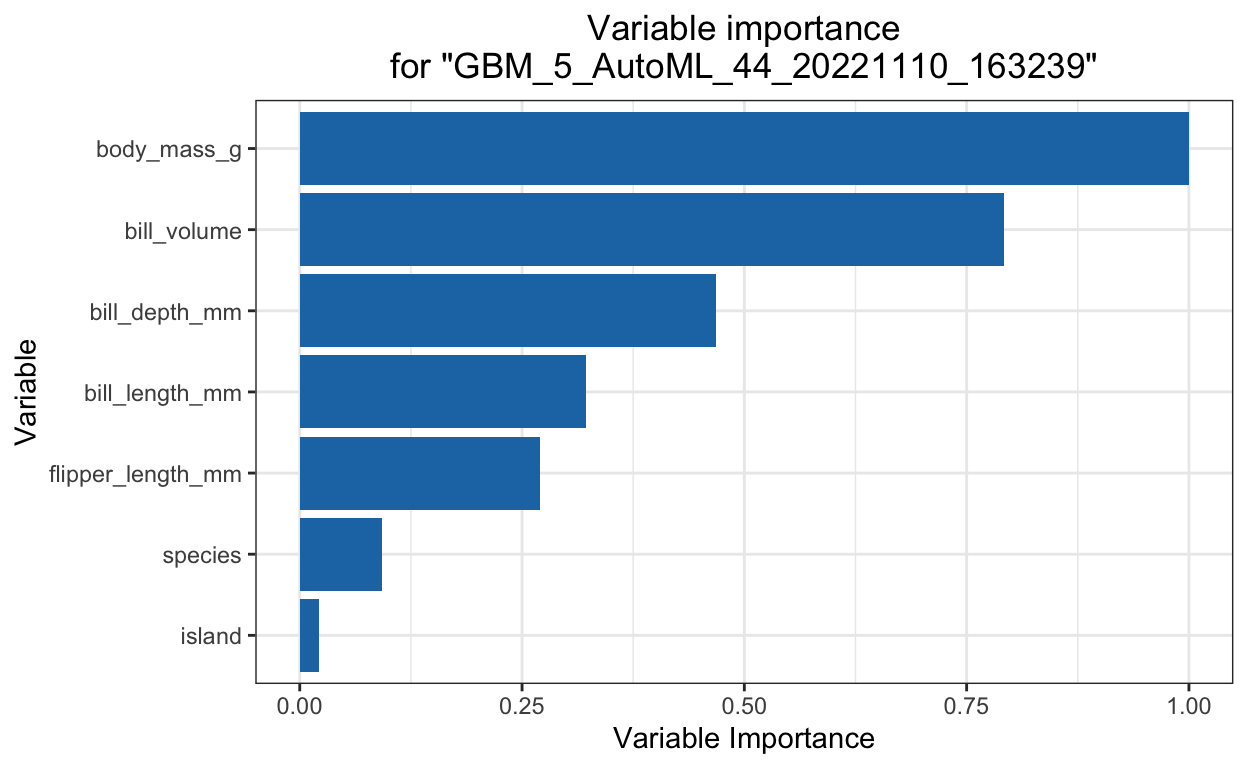 Variable importance
for "GBM_5_AutoML_44_20221110_163239"
Variable
body_mass_g
bill_volume
bill_depth_mm
bill_length_mm
flipper_length_mm
species
island
0.00 0.25 0.50 0.75 1.00
Variable Importance